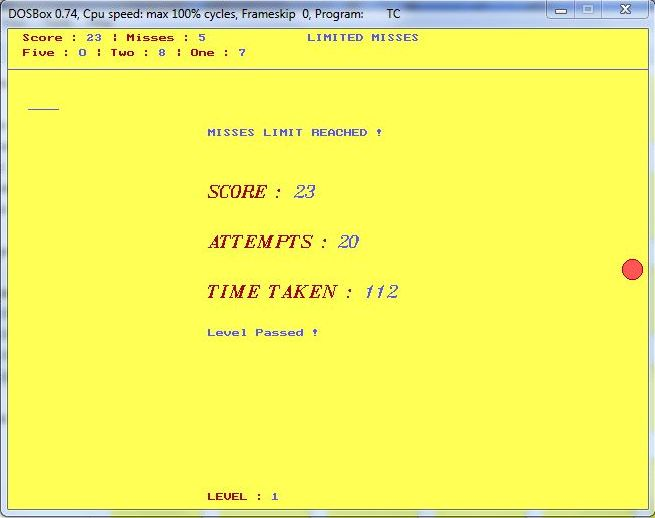 DOSBox 0.74, Cpu speed: max 100% cycles, Frameskip 0, Program: TC
Score : 23 ¦ Misses : 5 LIMITED MISSES
Five : 0 ¦ Two : 8 ¦ One : 7
MISSES LIMIT REACHED !
SCORE : 23
ATTEMPTS : 20
TIME TAKEN : 112
Level Passed !
LEVEL : 1